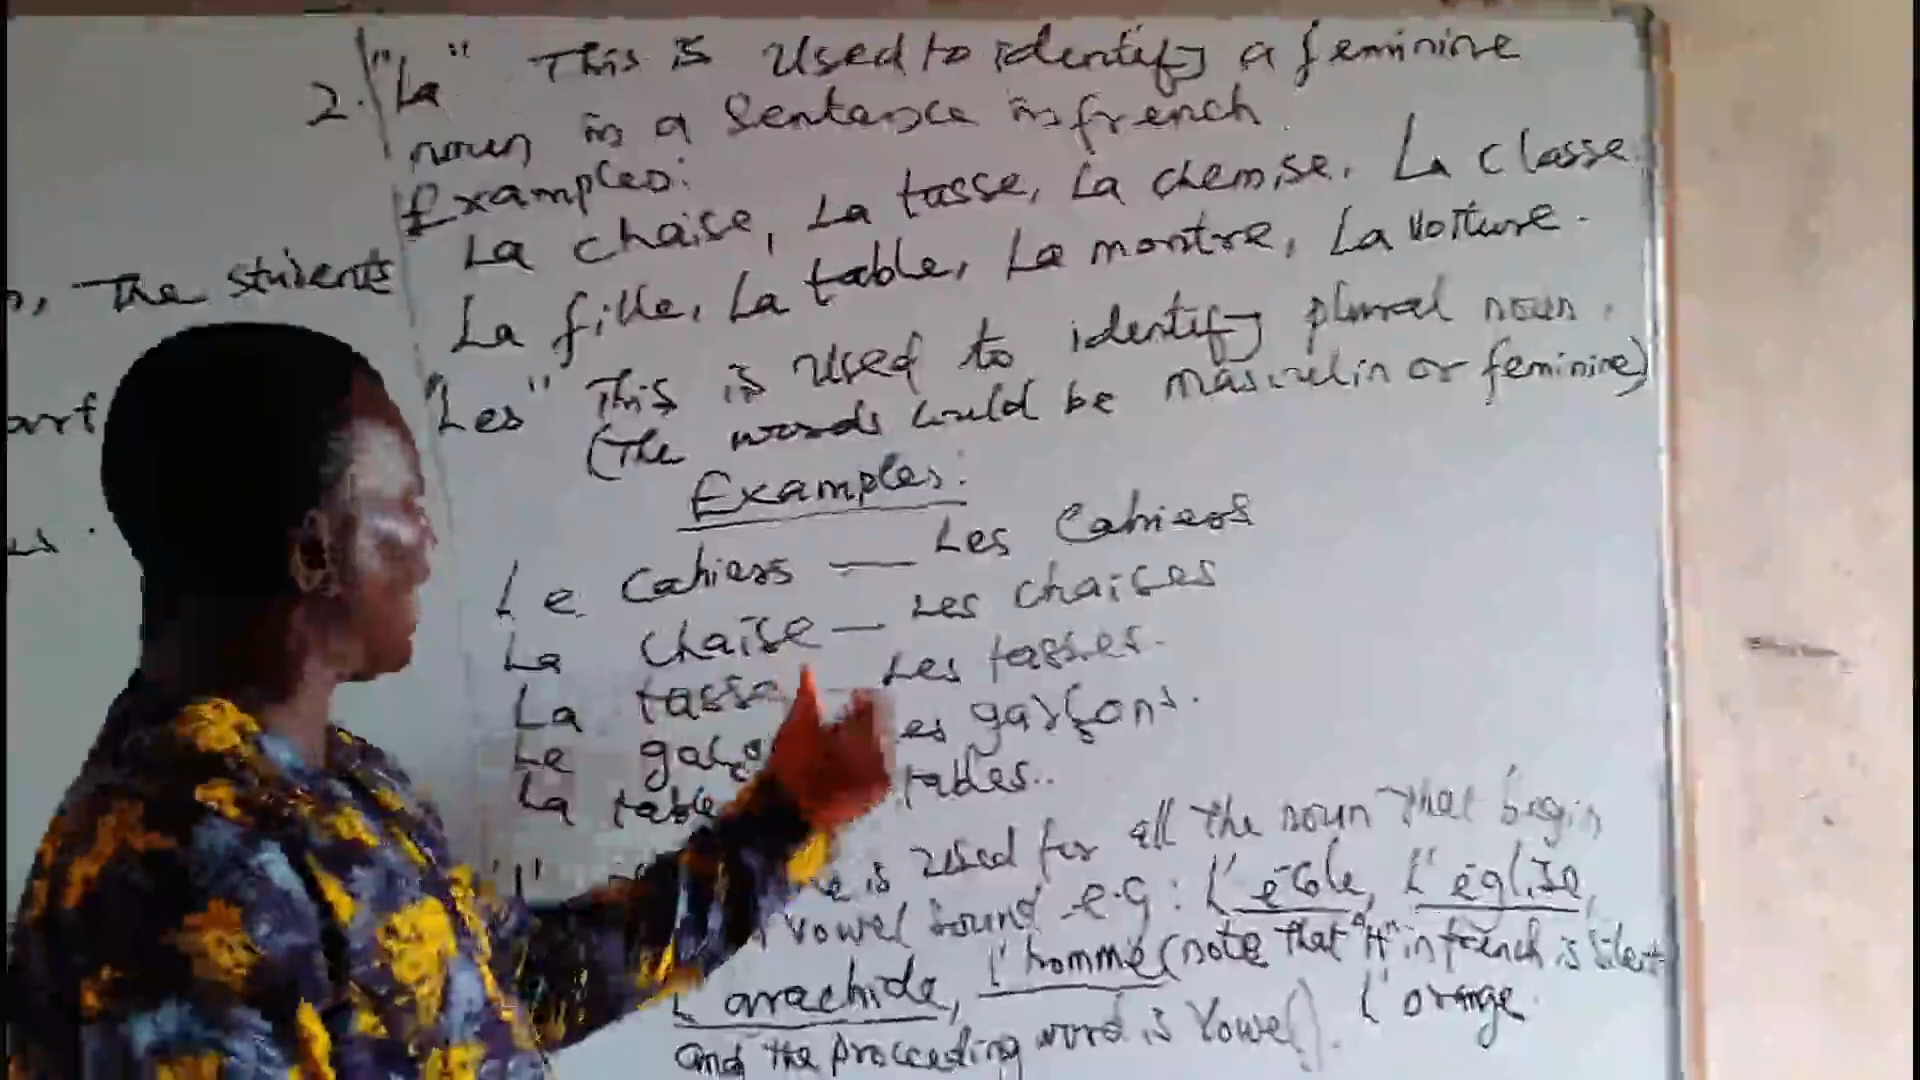 2. "La" This is used to identify a feminine
noun in a sentence in french
Examples:
La chaise, La tasse, La chemise. La classe
La fille, La table, La montre, La voiture.
The students
"Les" This is used to identify plural noun.
(The words could be masculin or feminine)
Examples:
Le Cahiers — Les Cahiers
La chaise — Les chaises
La tasse Les tasses.
Le es garçons.
La table tables..
is used for all the noun that begin
vowel sound e.g: L'école, L'église,
L'arachide, L'homme (note that "H" in french is silent
and the proceeding word is Vowel). L'orange